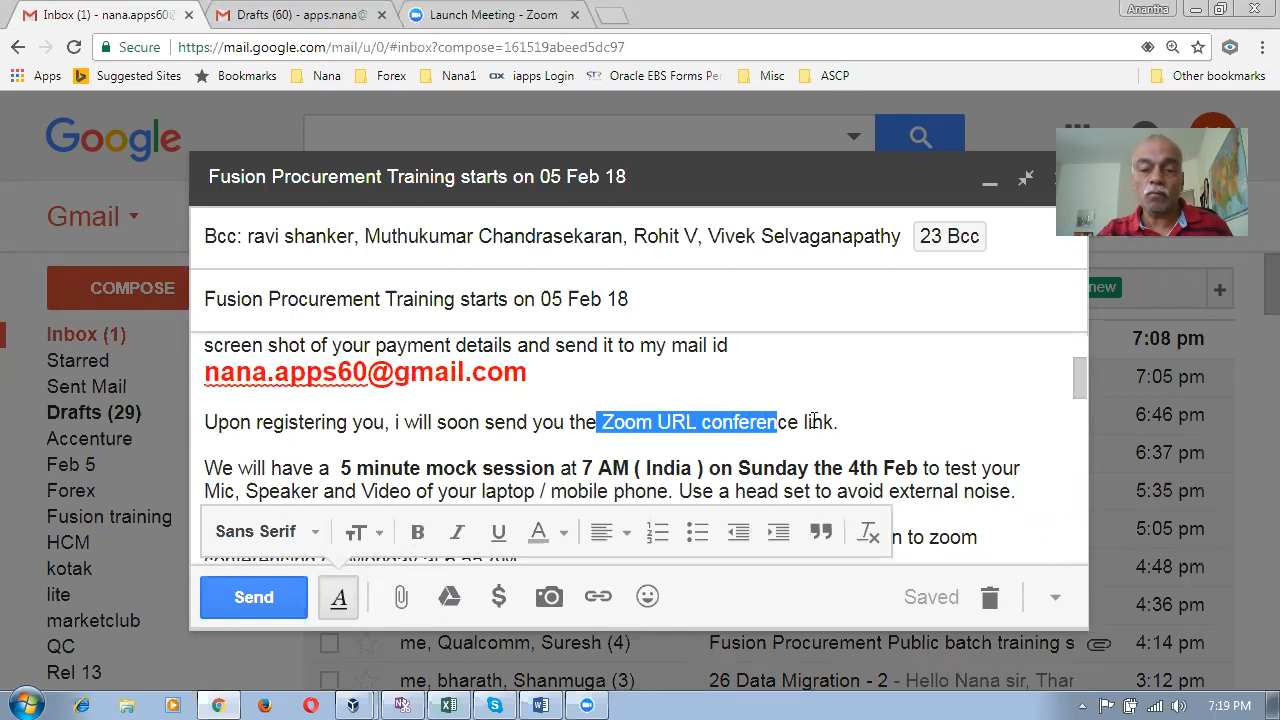 Inbox (1) - nana.apps60@
Drafts (60) - apps.nana@
Launch Meeting - Zoom
Anantha
Secure
https://mail.google.com/mail/u/0/#inbox?compose=161519abeed5dc97
Apps
Suggested Sites
Bookmarks
Nana
Forex
Nana1
iapps Login
Oracle EBS Forms Pe
Misc
ASCP
Other bookmarks
Google
Gmail
COMPOSE
Inbox (1)
Starred
Sent Mail
Drafts (29)
Appearance
Feb 5
Forex
Forex training
HCM
kotak
lite
marketclub
QC
Rel 13
Fusion Procurement Training starts on 05 Feb 18
Bcc: ravi shanker, Muthukumar Chandrasekaran, Rohit V, Vivek Selvaganapathy 23 Bcc
Fusion Procurement Training starts on 05 Feb 18
screen shot of your payment details and send it to my mail id
nana.apps60@gmail.com
Upon registering you, i will soon send you the Zoom URL conference link.
We will have a 5 minute mock session at 7 AM ( India ) on Sunday the 4th Feb to test your
Mic, Speaker and Video of your laptop / mobile phone. Use a head set to avoid external noise.
n to zoom
Sans Serif
Send
Saved
new
7:08 pm
7:05 pm
6:46 pm
6:37 pm
5:35 pm
5:05 pm
4:48 pm
4:36 pm
me, Qualcomm, Suresh (4) Fusion Procurement Public batch training s 4:14 pm
me, bharath, Shanmuga (3) 26 Data Migration - 2 - Hello Nana sir, Thar 3:12 pm
7:19 PM